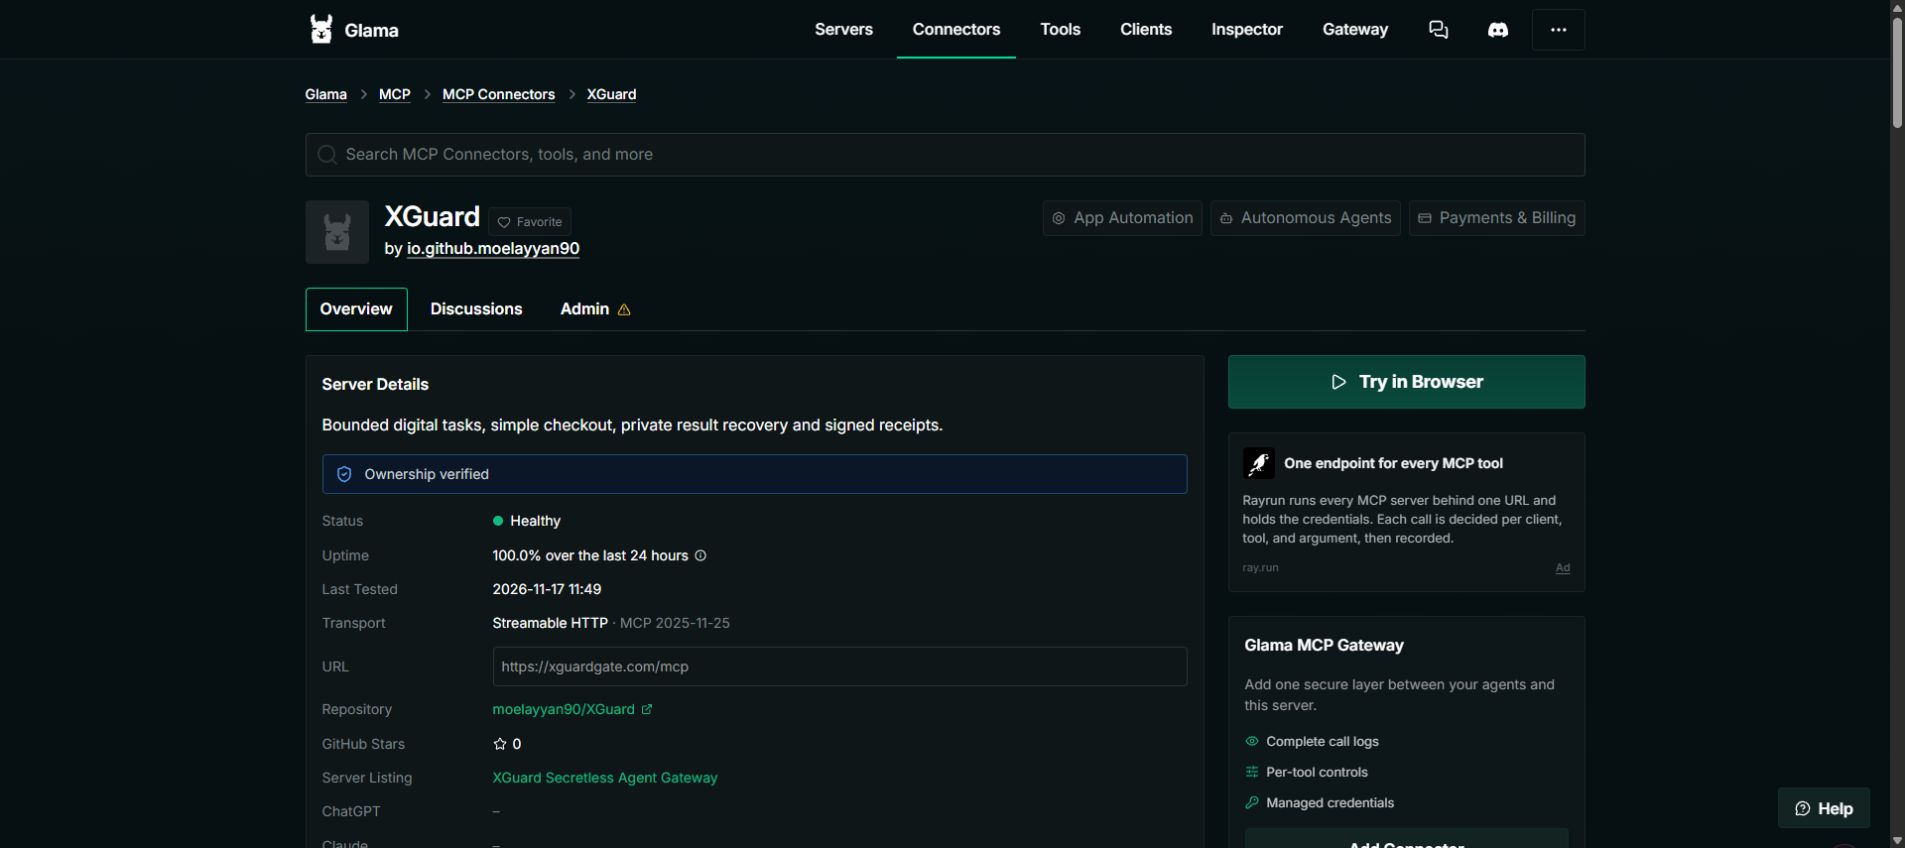 Glama
Servers
Connectors
Tools
Clients
Inspector
Gateway
Glama > MCP > MCP Connectors > XGuard
Search MCP Connectors, tools, and more
XGuard
Favorite
by io.github.moelayyan90
App Automation
Autonomous Agents
Payments & Billing
Overview
Discussions
Admin
Server Details
Bounded digital tasks, simple checkout, private result recovery and signed receipts.
Ownership verified
Status Healthy
Uptime 100.0% over the last 24 hours
Last Tested 2026-11-17 11:49
Transport Streamable HTTP · MCP 2025-11-25
URL https://xguardgate.com/mcp
Repository moelayyan90/XGuard
GitHub Stars 0
Server Listing XGuard Secretless Agent Gateway
ChatGPT –
Claude –
Try in Browser
One endpoint for every MCP tool
Rayrun runs every MCP server behind one URL and
holds the credentials. Each call is decided per client,
tool, and argument, then recorded.
ray.run
Ad
Glama MCP Gateway
Add one secure layer between your agents and
this server.
Complete call logs
Per-tool controls
Managed credentials
Add Connector
Help